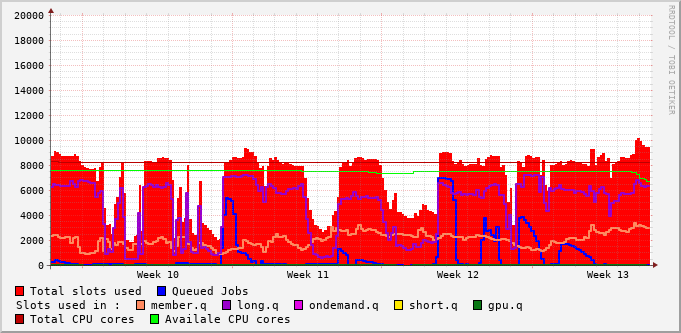 20000
18000
16000
14000
12000
10000
8000
6000
4000
2000
0
Week 10 Week 11 Week 12 Week 13
Total slots used Queued Jobs
Slots used in : member.q long.q ondemand.q short.q gpu.q
Total CPU cores Availale CPU cores
RRDTOOL / TOBI OETIKER